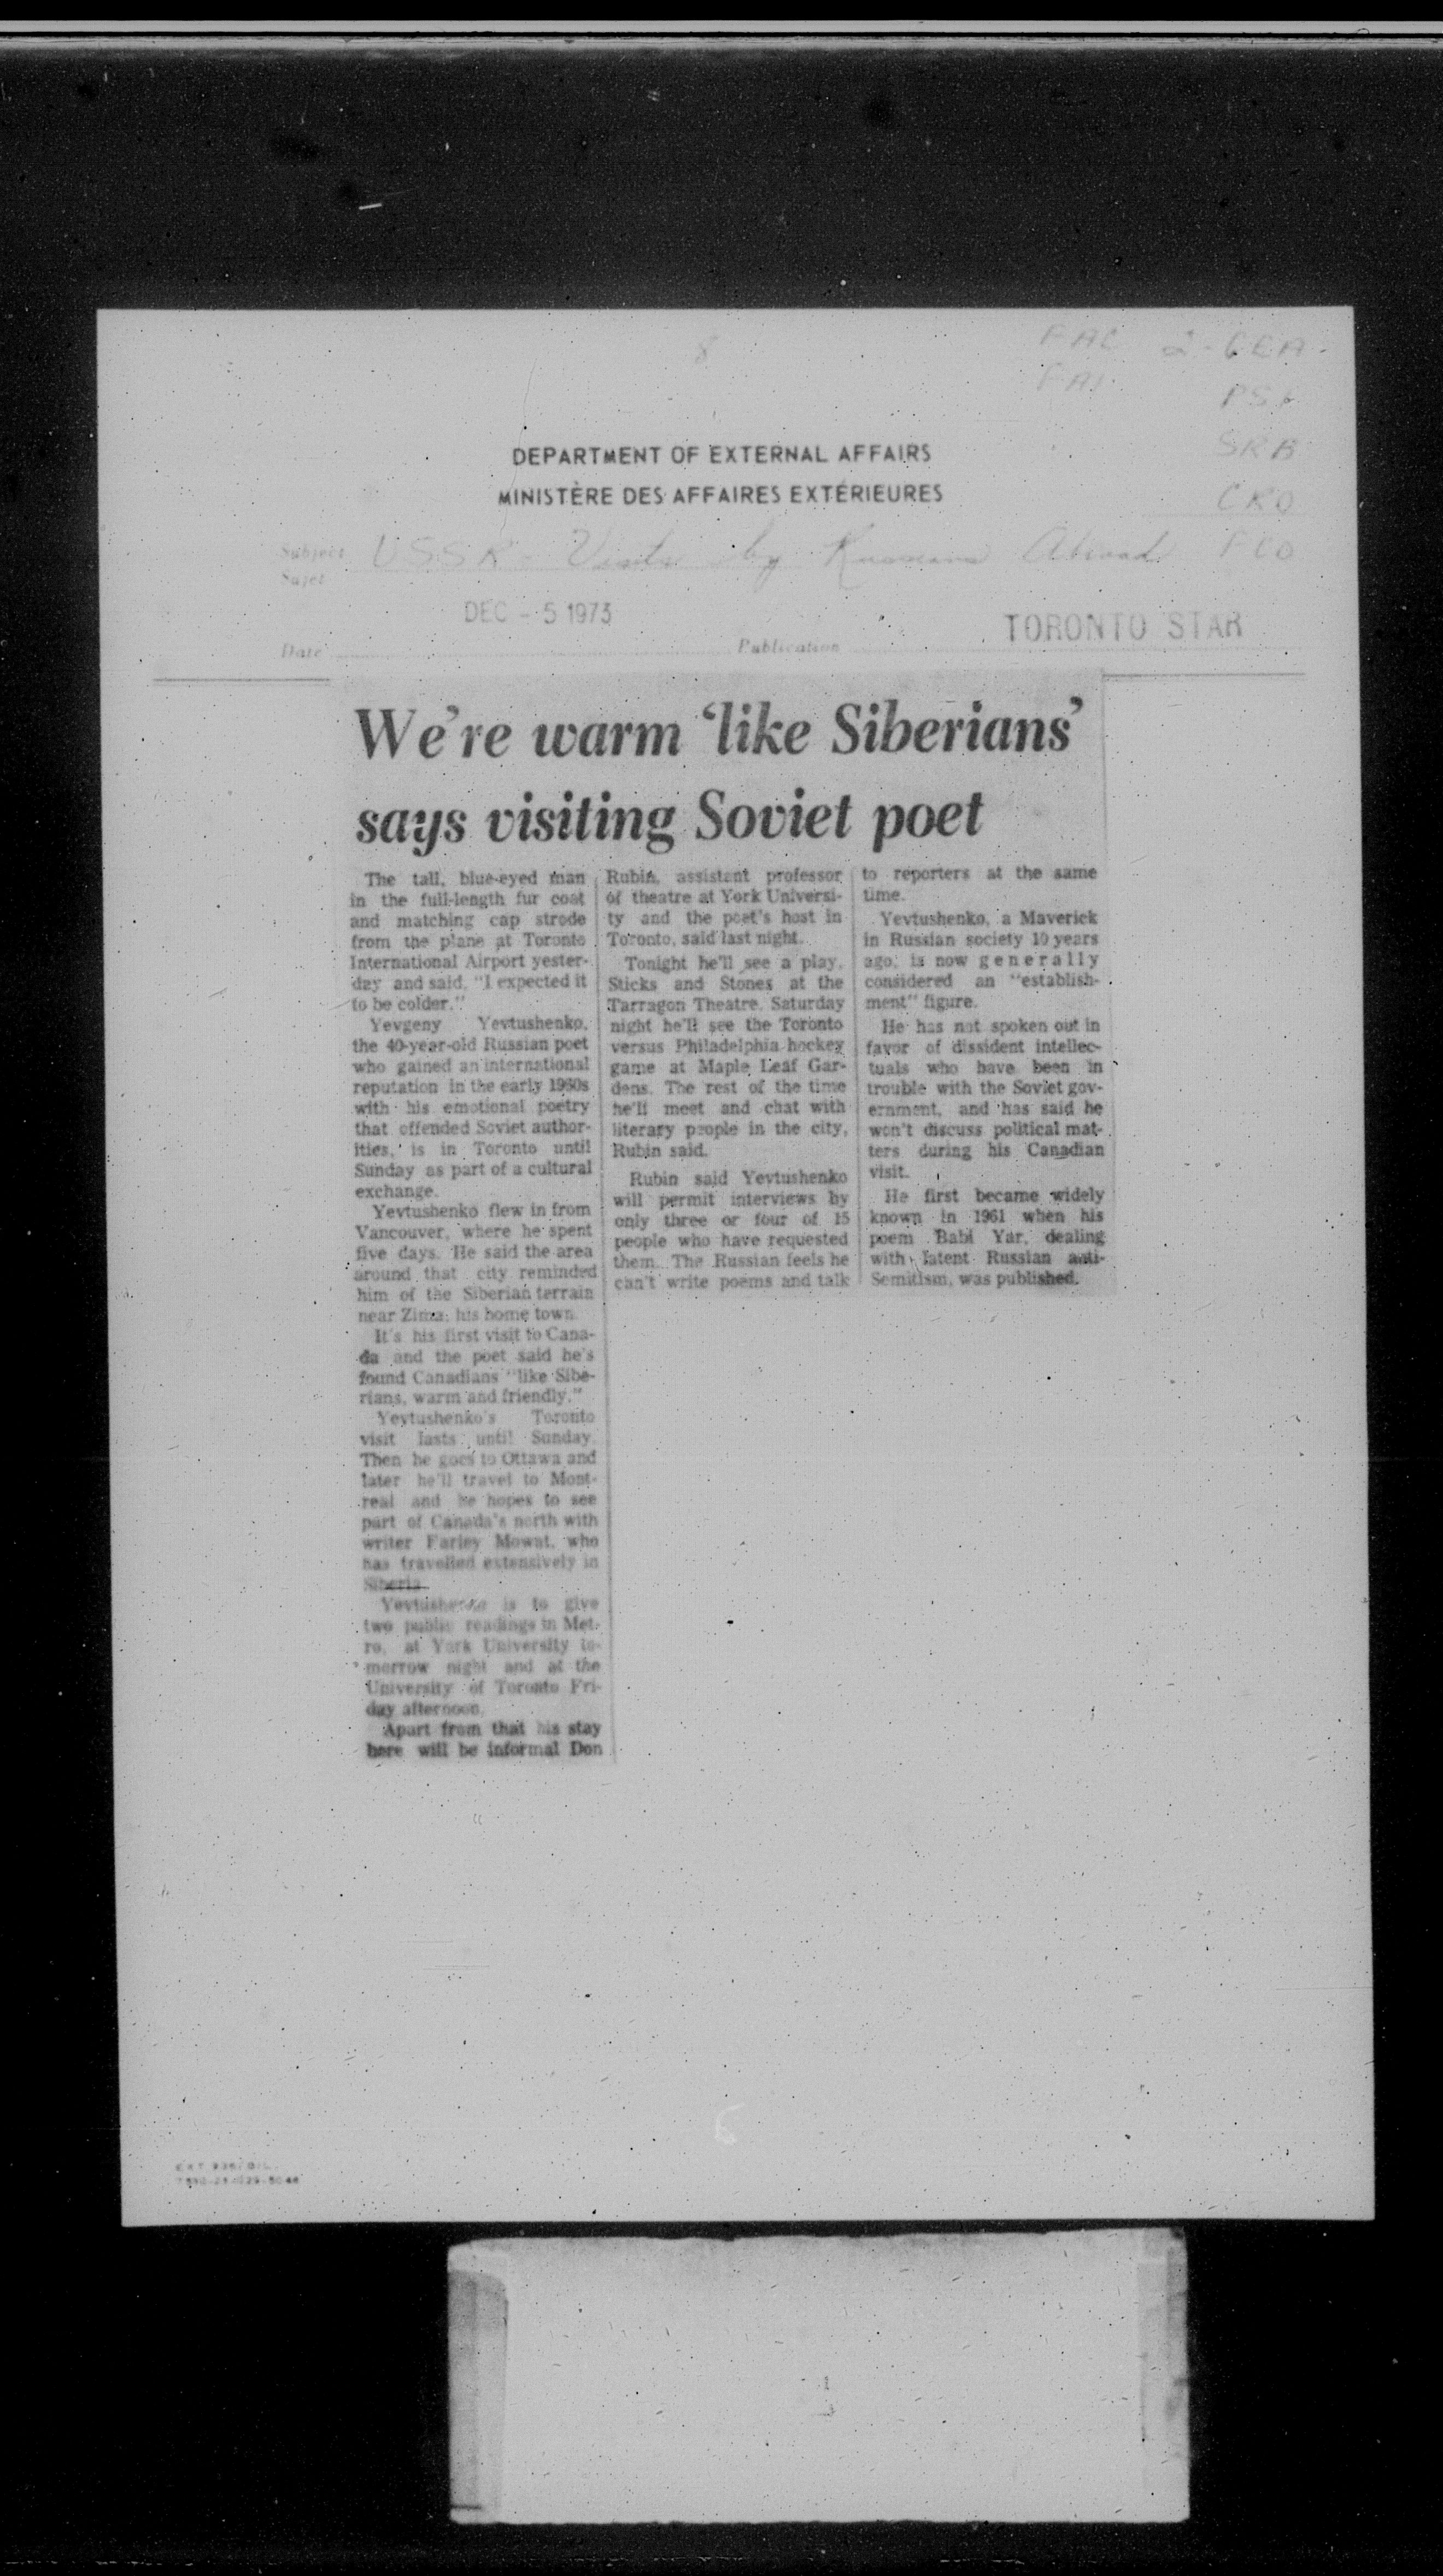 8
FAC 2-GEA.
FAI.
PSI
SRB
CRO
FCO
DEPARTMENT OF EXTERNAL AFFAIRS
MINISTÈRE DES AFFAIRES EXTÉRIEURES
Subject USSR - Visits by Russians Abroad
Sujet
DEC - 5 1973
TORONTO STAR
Date
Publication
We're warm 'like Siberians'
says visiting Soviet poet
The tall, blue-eyed man
in the full-length fur coat
and matching cap strode
from the plane at Toronto
International Airport yester-
day and said, "I expected it
to be colder."
Yevgeny Yevtushenko,
the 40-year-old Russian poet
who gained an international
reputation in the early 1960s
with his emotional poetry
that offended Soviet author-
ities, is in Toronto until
Sunday as part of a cultural
exchange.
Yevtushenko flew in from
Vancouver, where he spent
five days. He said the area
around that city reminded
him of the Siberian terrain
near Zima, his home town.
It's his first visit to Cana-
da and the poet said he's
found Canadians "like Sibe-
rians, warm and friendly."
Yevtushenko's Toronto
visit lasts until Sunday.
Then he goes to Ottawa and
later he'll travel to Mont-
real and he hopes to see
part of Canada's north with
writer Farley Mowat, who
has travelled extensively in
Siberia.
Yevtushenko is to give
two public readings in Met-
ro, at York University to-
morrow night and at the
University of Toronto Fri-
day afternoon.
Apart from that his stay
here will be informal Don
Rubin, assistant professor
of theatre at York Universi-
ty and the poet's host in
Toronto, said last night.
Tonight he'll see a play,
Sticks and Stones at the
Tarragon Theatre. Saturday
night he'll see the Toronto
versus Philadelphia hockey
game at Maple Leaf Gar-
dens. The rest of the time
he'll meet and chat with
literary people in the city,
Rubin said.
Rubin said Yevtushenko
will permit interviews by
only three or four of 15
people who have requested
them. The Russian feels he
can't write poems and talk
to reporters at the same
time.
Yevtushenko, a Maverick
in Russian society 10 years
ago, is now generally
considered an "establish-
ment" figure.
He has not spoken out in
favor of dissident intellec-
tuals who have been in
trouble with the Soviet gov-
ernment, and has said he
won't discuss political mat-
ters during his Canadian
visit.
He first became widely
known in 1961 when his
poem Babi Yar, dealing
with latent Russian anti-
Semitism, was published.